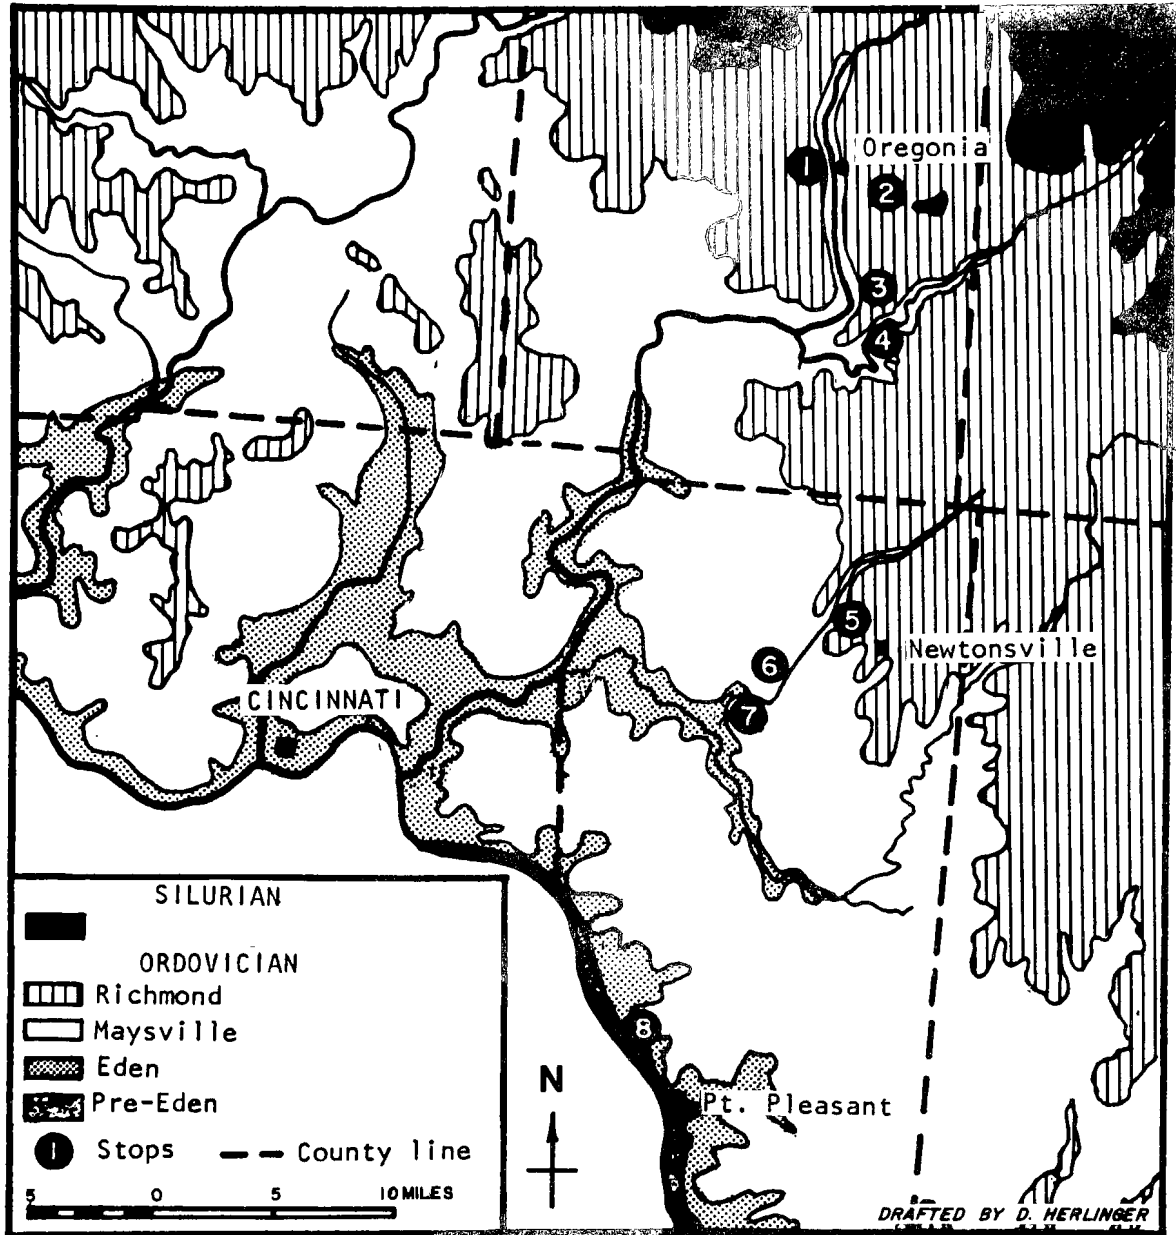 Oregonia
1
2
3
4
5
Newtonsville
6
7
CINCINNATI
8
Pt. Pleasant
SILURIAN
ORDOVICIAN
Richmond
Maysville
Eden
Pre-Eden
1 Stops County line
5 0 5 10 MILES
N
DRAFTED BY D. HERLINGER